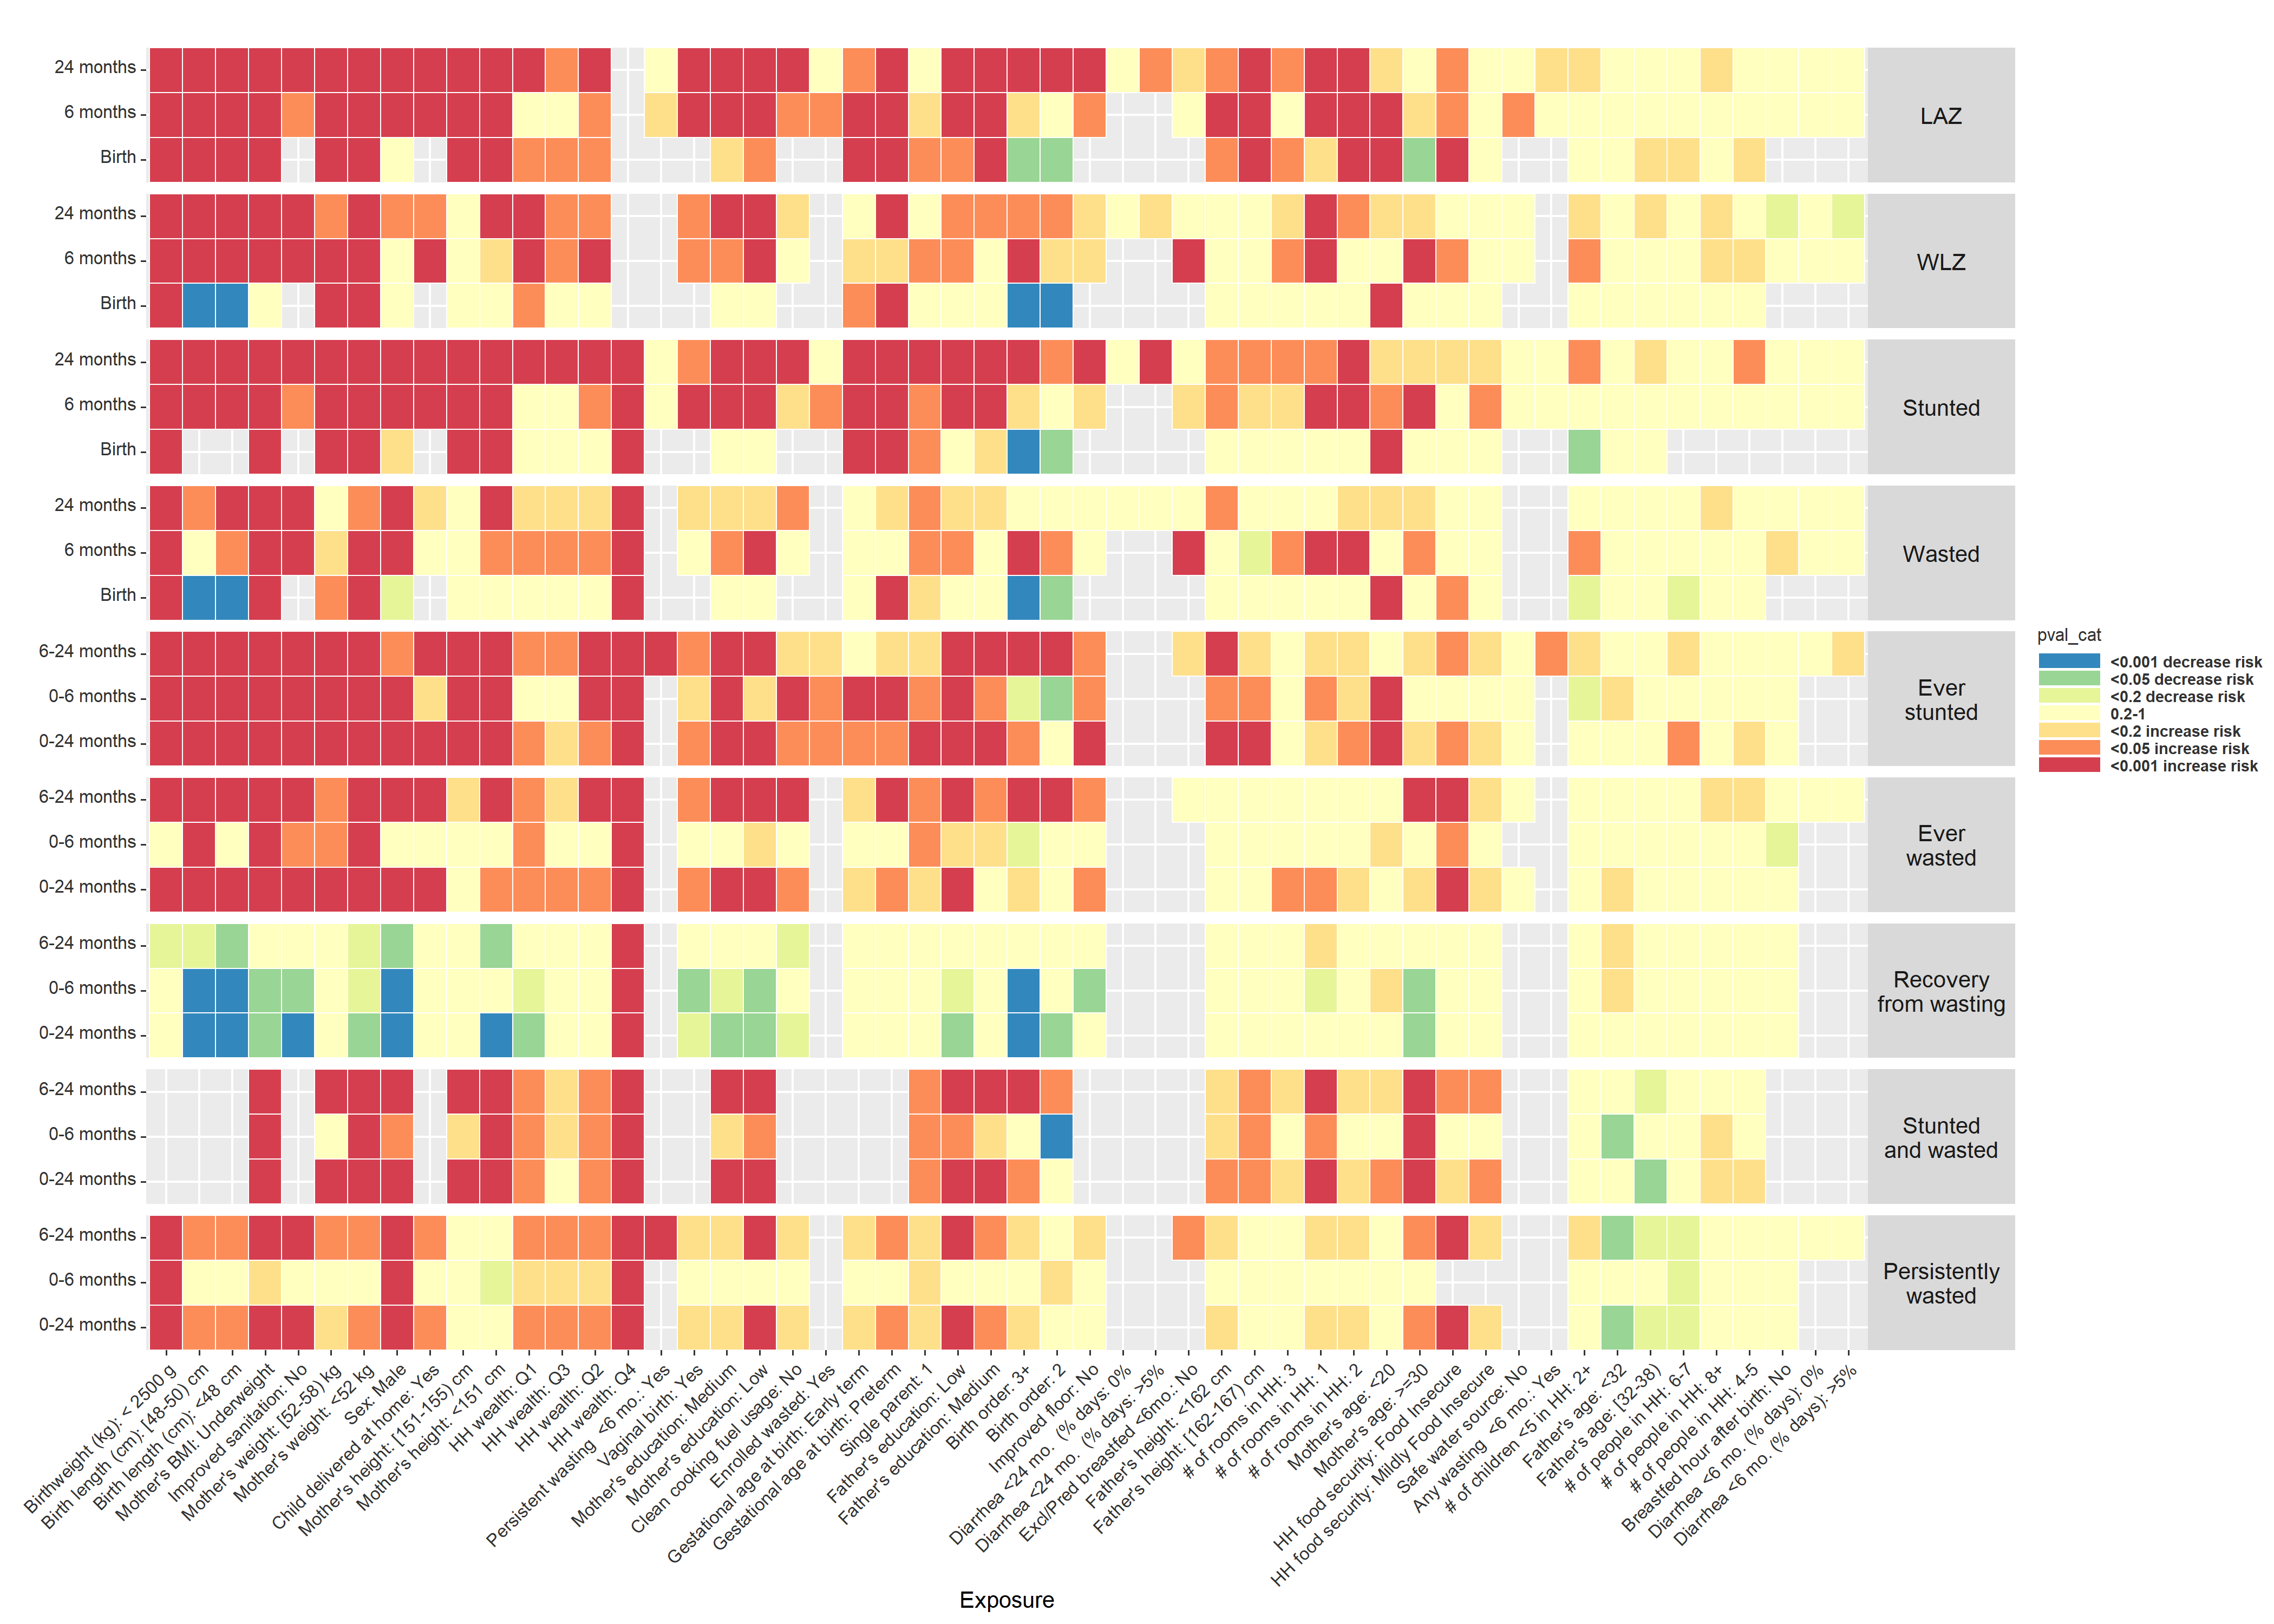 24 months
6 months
Birth
LAZ
24 months
6 months
Birth
WLZ
24 months
6 months
Birth
Stunted
24 months
6 months
Birth
Wasted
6-24 months
0-6 months
0-24 months
Ever
stunted
6-24 months
0-6 months
0-24 months
Ever
wasted
6-24 months
0-6 months
0-24 months
Recovery
from wasting
6-24 months
0-6 months
0-24 months
Stunted
and wasted
6-24 months
0-6 months
0-24 months
Persistently
wasted
pval_cat
<0.001 decrease risk
<0.05 decrease risk
<0.2 decrease risk
0.2-1
<0.2 increase risk
<0.05 increase risk
<0.001 increase risk
Birthweight (kg): < 2500 g
Birth length (cm): [48-50) cm
Birth length (cm): <48 cm
Mother's BMI: Underweight
Improved sanitation: No
Mother's weight: [52-58) kg
Mother's weight: <52 kg
Sex: Male
Child delivered at home: Yes
Mother's height: [151-155) cm
Mother's height: <151 cm
HH wealth: Q1
HH wealth: Q3
HH wealth: Q2
HH wealth: Q4
Persistent wasting <6 mo.: Yes
Vaginal birth: Yes
Mother's education: Medium
Mother's education: Low
Clean cooking fuel usage: No
Enrolled wasted: Yes
Gestational age at birth: Early term
Gestational age at birth: Preterm
Single parent: 1
Father's education: Low
Father's education: Medium
Birth order: 3+
Birth order: 2
Improved floor: No
Diarrhea <24 mo. (% days: 0%
Diarrhea <24 mo. (% days: >5%
Excl/Pred breastfed <6mo.: No
Father's height: <162 cm
Father's height: [162-167) cm
# of rooms in HH: 3
# of rooms in HH: 1
# of rooms in HH: 2
Mother's age: <20
Mother's age: >=30
HH food security: Food Insecure
HH food security: Mildly Food Insecure
Safe water source: No
Any wasting <6 mo.: Yes
# of children <5 in HH: 2+
Father's age: <32
Father's age: [32-38)
# of people in HH: 6-7
# of people in HH: 8+
# of people in HH: 4-5
Breastfed hour after birth: No
Diarrhea <6 mo. (% days): 0%
Diarrhea <6 mo. (% days): >5%
Exposure